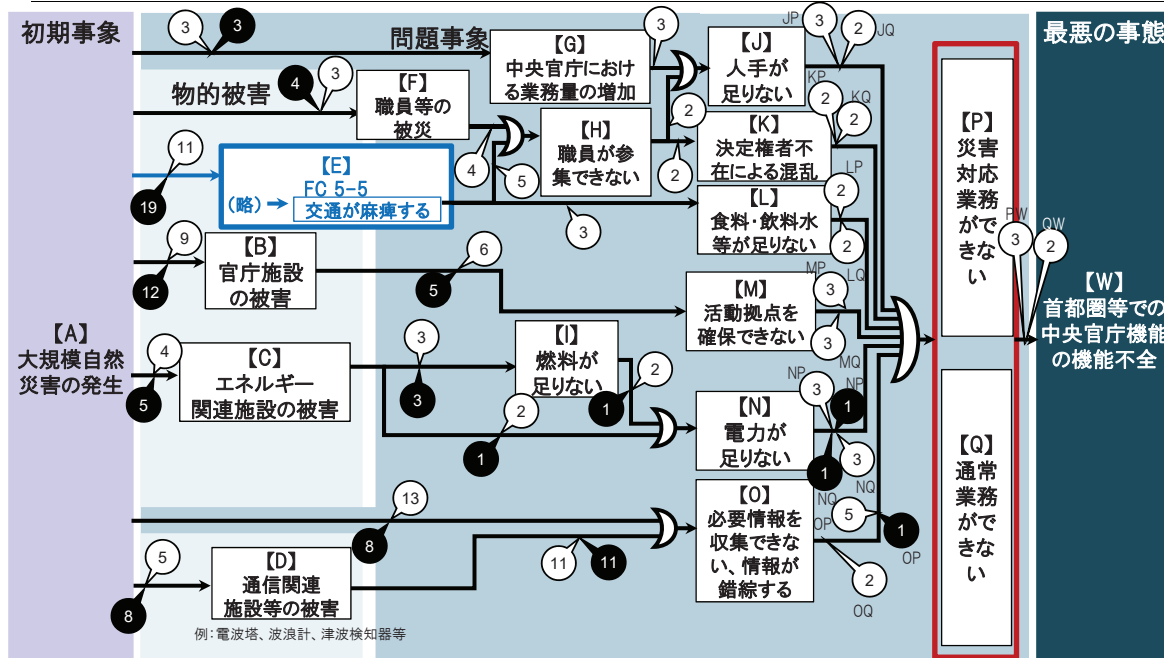 初期事象
問題事象
最悪の事態
物的被害
【A】
大規模自然
災害の発生
3
3
4
3
11
19
9
12
4
5
5
8
【F】
職員等の
被災
【E】
FC 5-5
(略)
交通が麻痺する
【B】
官庁施設
の被害
【C】
エネルギー
関連施設の被害
【D】
通信関連
施設等の被害
例：電波塔、波浪計、津波検知器等
【G】
中央官庁におけ
る業務量の増加
【H】
職員が参
集できない
【I】
燃料が
足りない
3
4
5
2
2
3
6
5
3
3
2
1
2
1
13
8
11
11
【J】
人手が
足りない
【K】
決定権者不
在による混乱
【L】
食料・飲料水
等が足りない
【M】
活動拠点を
確保できない
【N】
電力が
足りない
【O】
必要情報を
収集できな
い、情報が
錯綜する
JP
3
2
JQ
KP
2
KQ
2
LP
2
2
LQ
MP
3
3
MQ
NP
3
NP
1
1
3
NQ
NQ
OP
5
1
OP
2
OQ
【P】
災害
対応
業務
ができ
ない
【Q】
通常
業務
ができ
ない
PW
3
QW
2
【W】
首都圏等での
中央官庁機能
の機能不全